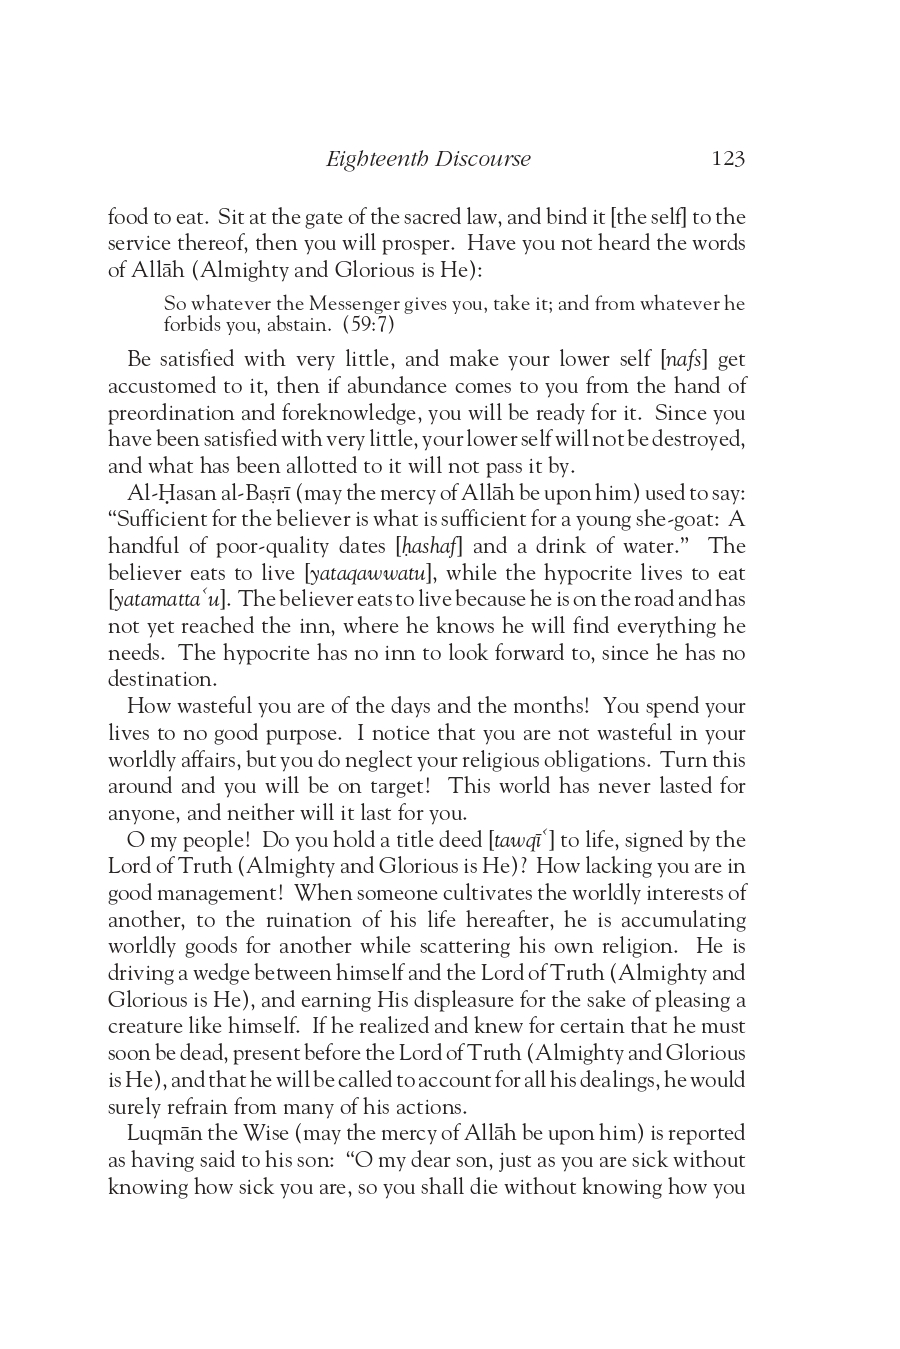 Eighteenth Discourse 123
food to eat. Sit at the gate of the sacred law, and bind it [the self] to the
service thereof, then you will prosper. Have you not heard the words
of Allāh (Almighty and Glorious is He):
So whatever the Messenger gives you, take it; and from whatever he
forbids you, abstain. (59:7)
Be satisfied with very little, and make your lower self [nafs] get
accustomed to it, then if abundance comes to you from the hand of
preordination and foreknowledge, you will be ready for it. Since you
have been satisfied with very little, your lower self will not be destroyed,
and what has been allotted to it will not pass it by.
Al-Ḥasan al-Baṣrī (may the mercy of Allāh be upon him) used to say:
“Sufficient for the believer is what is sufficient for a young she-goat: A
handful of poor-quality dates [ḥashaf] and a drink of water.” The
believer eats to live [yataqawwatu], while the hypocrite lives to eat
[yatamattaʿu]. The believer eats to live because he is on the road and has
not yet reached the inn, where he knows he will find everything he
needs. The hypocrite has no inn to look forward to, since he has no
destination.
How wasteful you are of the days and the months! You spend your
lives to no good purpose. I notice that you are not wasteful in your
worldly affairs, but you do neglect your religious obligations. Turn this
around and you will be on target! This world has never lasted for
anyone, and neither will it last for you.
O my people! Do you hold a title deed [tawqīʿ] to life, signed by the
Lord of Truth (Almighty and Glorious is He)? How lacking you are in
good management! When someone cultivates the worldly interests of
another, to the ruination of his life hereafter, he is accumulating
worldly goods for another while scattering his own religion. He is
driving a wedge between himself and the Lord of Truth (Almighty and
Glorious is He), and earning His displeasure for the sake of pleasing a
creature like himself. If he realized and knew for certain that he must
soon be dead, present before the Lord of Truth (Almighty and Glorious
is He), and that he will be called to account for all his dealings, he would
surely refrain from many of his actions.
Luqmān the Wise (may the mercy of Allāh be upon him) is reported
as having said to his son: “O my dear son, just as you are sick without
knowing how sick you are, so you shall die without knowing how you